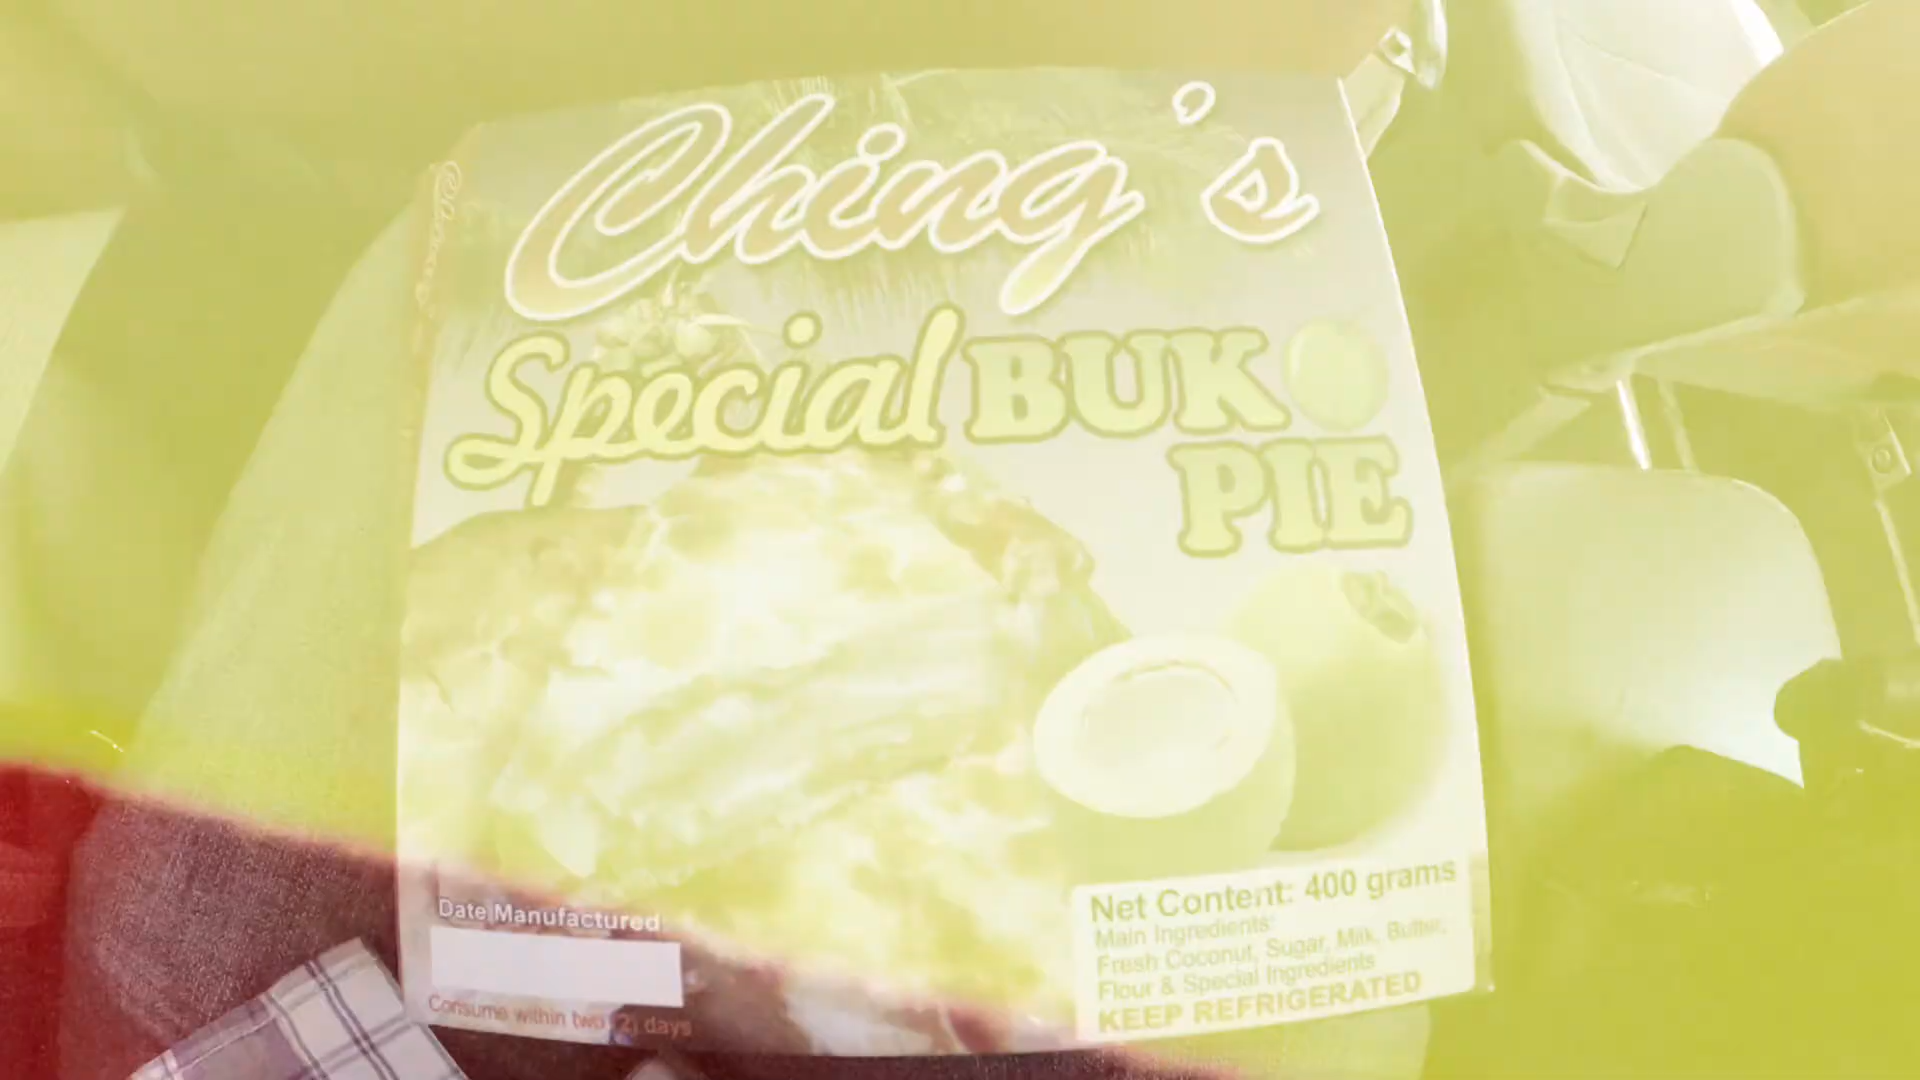 Ching's
Special BUKO
PIE
Date Manufactured
Consume within two (2) days
Net Content: 400 grams
Main Ingredients:
Fresh Coconut, Sugar, Milk, Butter,
Flour & Special Ingredients
KEEP REFRIGERATED